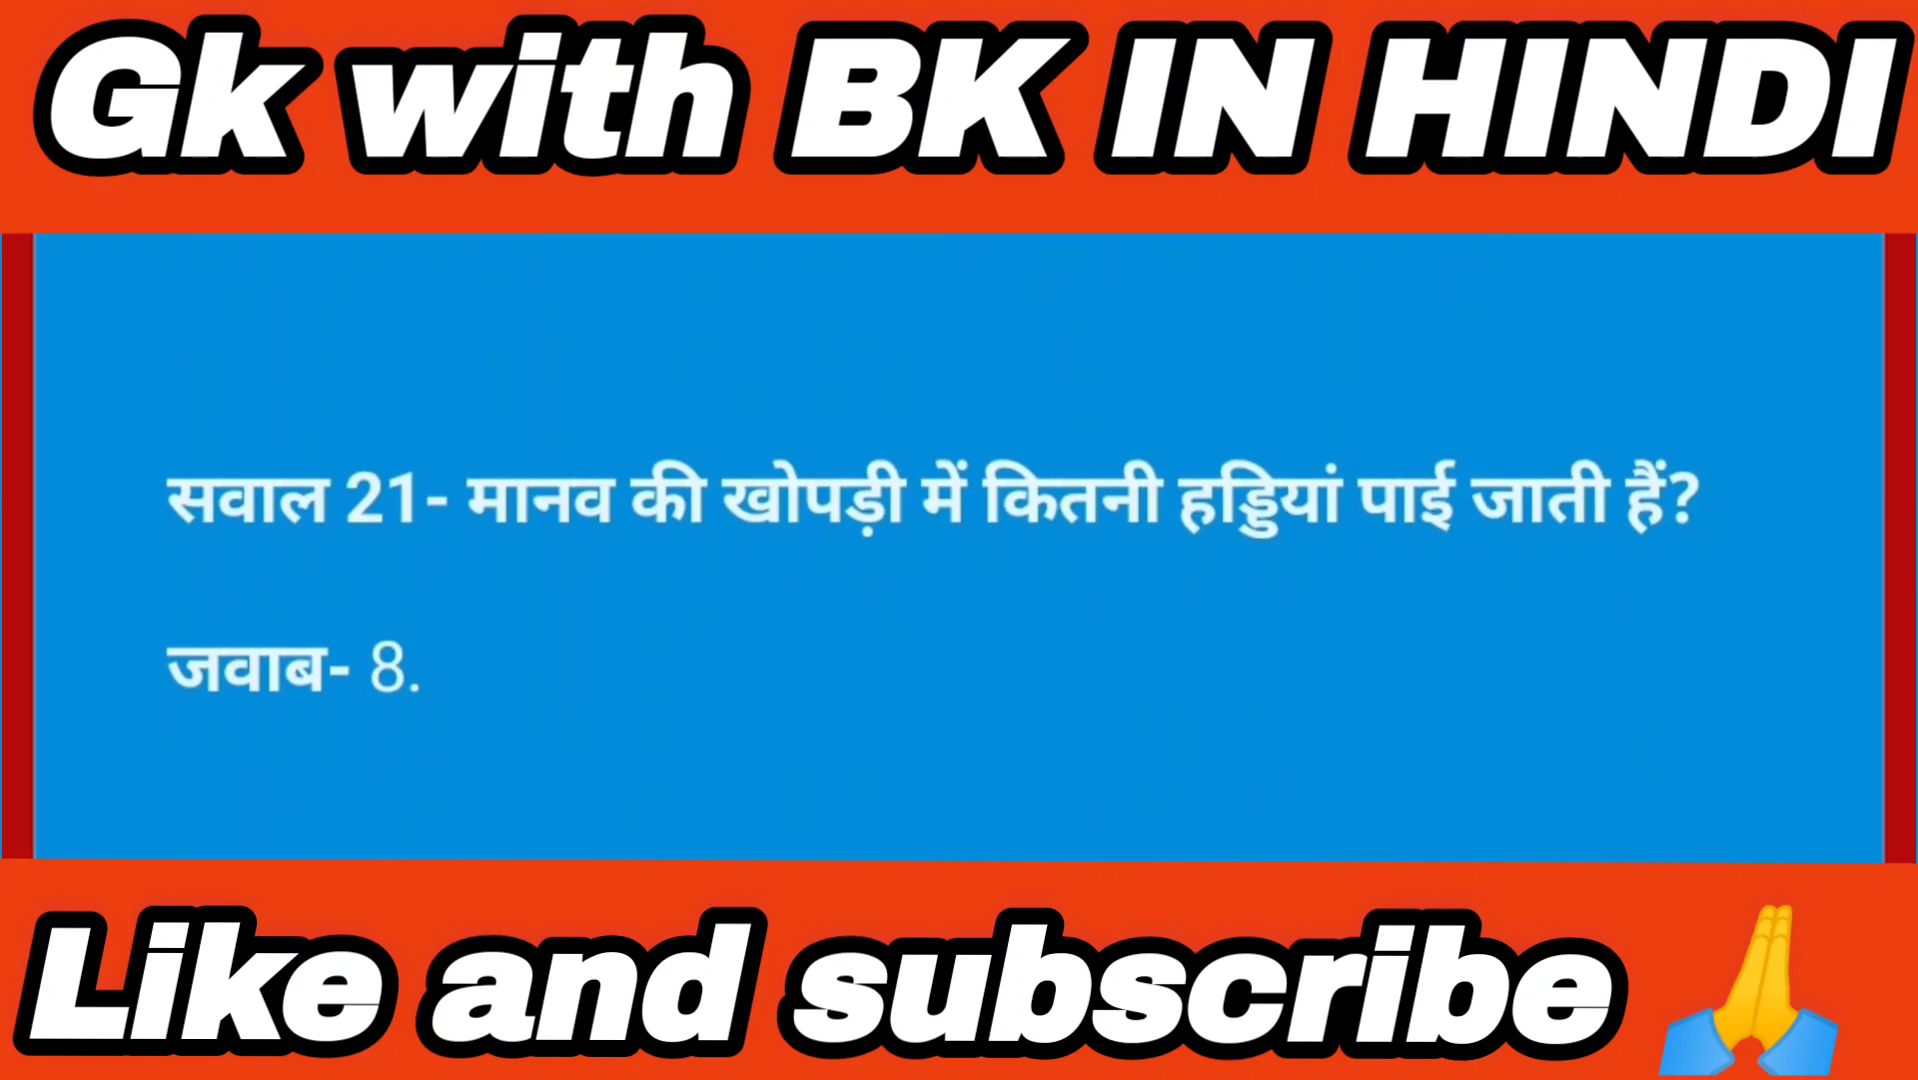 Gk with BK IN HINDI
सवाल 21- मानव की खोपड़ी में कितनी हड्डियां पाई जाती हैं?
जवाब- 8.
Like and subscribe 🙏